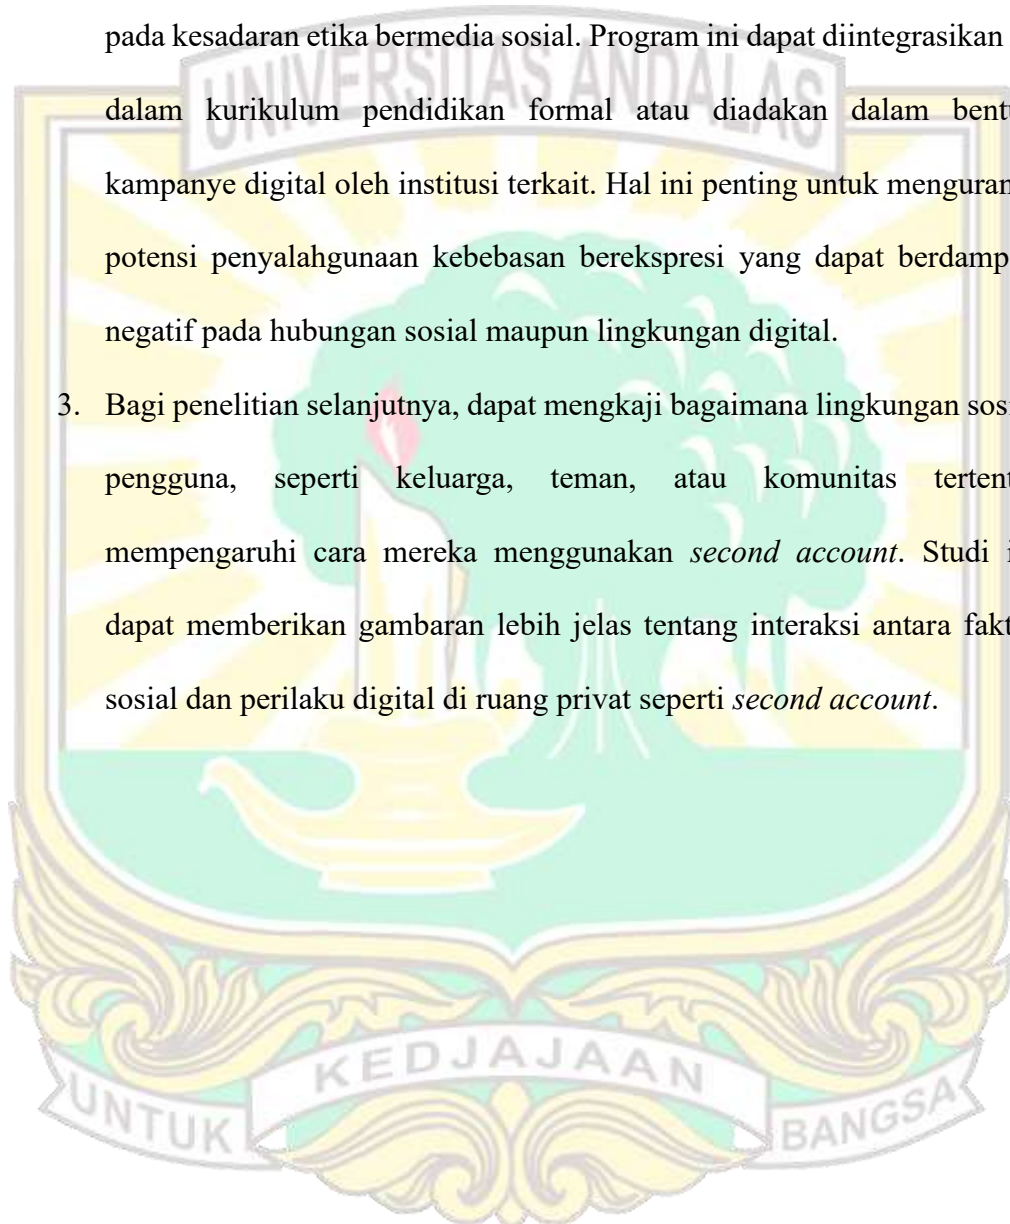 UNIVERSITAS ANDALAS
pada kesadaran etika bermedia sosial. Program ini dapat diintegrasikan
dalam kurikulum pendidikan formal atau diadakan dalam bentu
kampanye digital oleh institusi terkait. Hal ini penting untuk menguran
potensi penyalahgunaan kebebasan berekspresi yang dapat berdamp
negatif pada hubungan sosial maupun lingkungan digital.
3. Bagi penelitian selanjutnya, dapat mengkaji bagaimana lingkungan sosi
pengguna, seperti keluarga, teman, atau komunitas tertent
mempengaruhi cara mereka menggunakan second account. Studi i
dapat memberikan gambaran lebih jelas tentang interaksi antara fakt
sosial dan perilaku digital di ruang privat seperti second account.
UNTUK KEDJAJAAN BANGSA